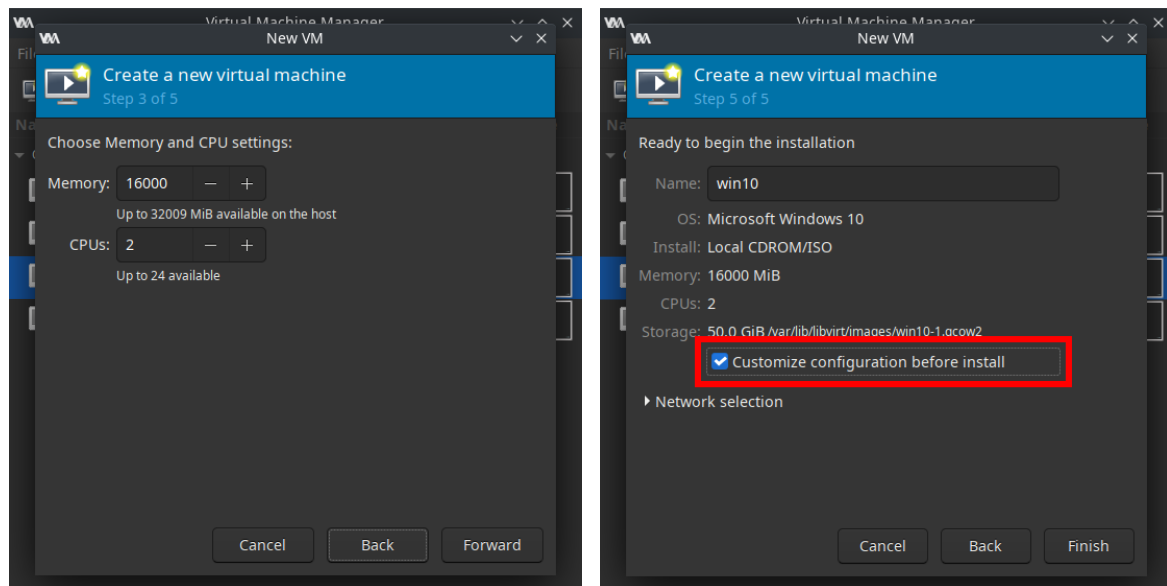 Virtual Machine Manager
New VM
Create a new virtual machine
Step 3 of 5
Choose Memory and CPU settings:
Memory: 16000 − +
Up to 32009 MiB available on the host
CPUs: 2 − +
Up to 24 available
Cancel Back Forward
Virtual Machine Manager
New VM
Create a new virtual machine
Step 5 of 5
Ready to begin the installation
Name: win10
OS: Microsoft Windows 10
Install: Local CDROM/ISO
Memory: 16000 MiB
CPUs: 2
Storage: 50.0 GiB /var/lib/libvirt/images/win10-1.qcow2
Customize configuration before install
Network selection
Cancel Back Finish